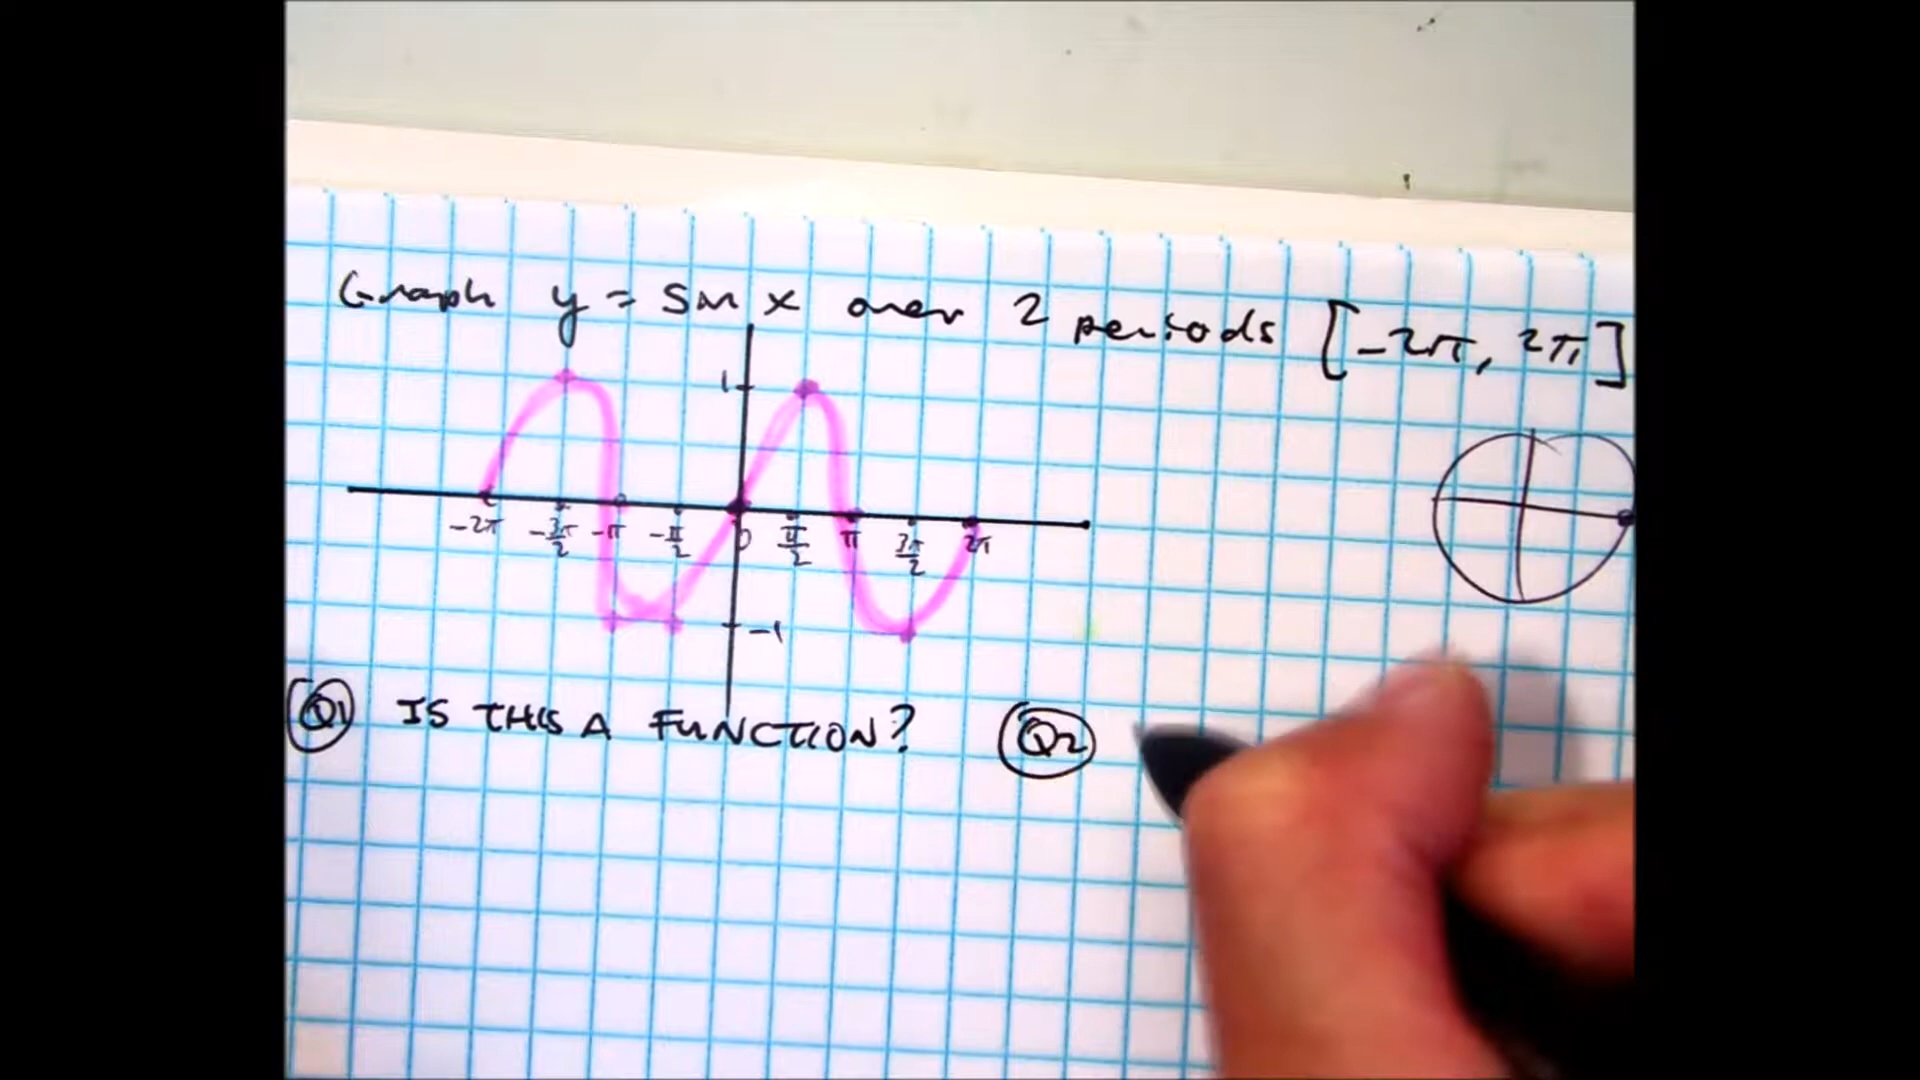 Graph y = sin x over 2 periods [-2π, 2π]
1
-2π -3π/2 -π -π/2 0 π/2 π 3π/2 2π
-1
Q1 IS THIS A FUNCTION? Q2